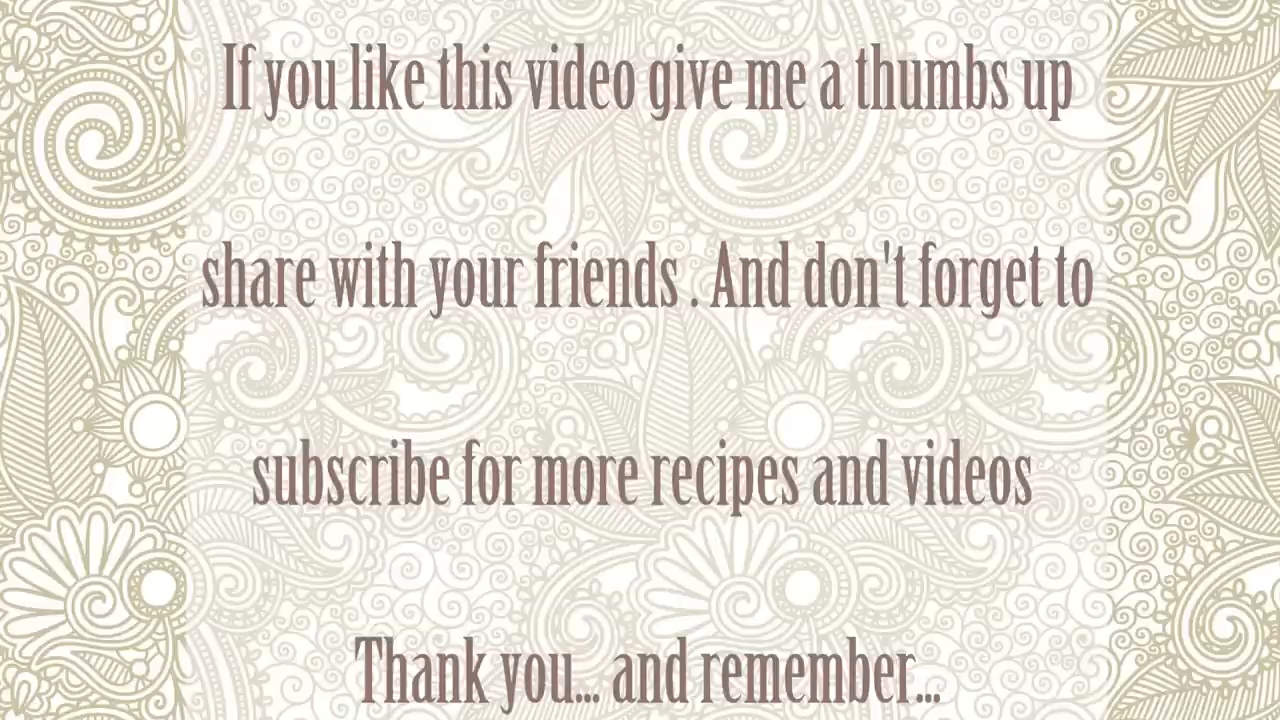 If you like this video give me a thumbs up
share with your friends . And don't forget to
subscribe for more recipes and videos
Thank you... and remember...